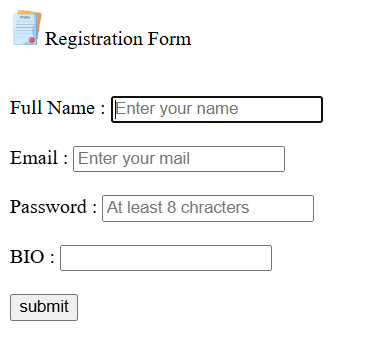 Registration Form
Full Name : Enter your name
Email : Enter your mail
Password : At least 8 chracters
BIO :
submit